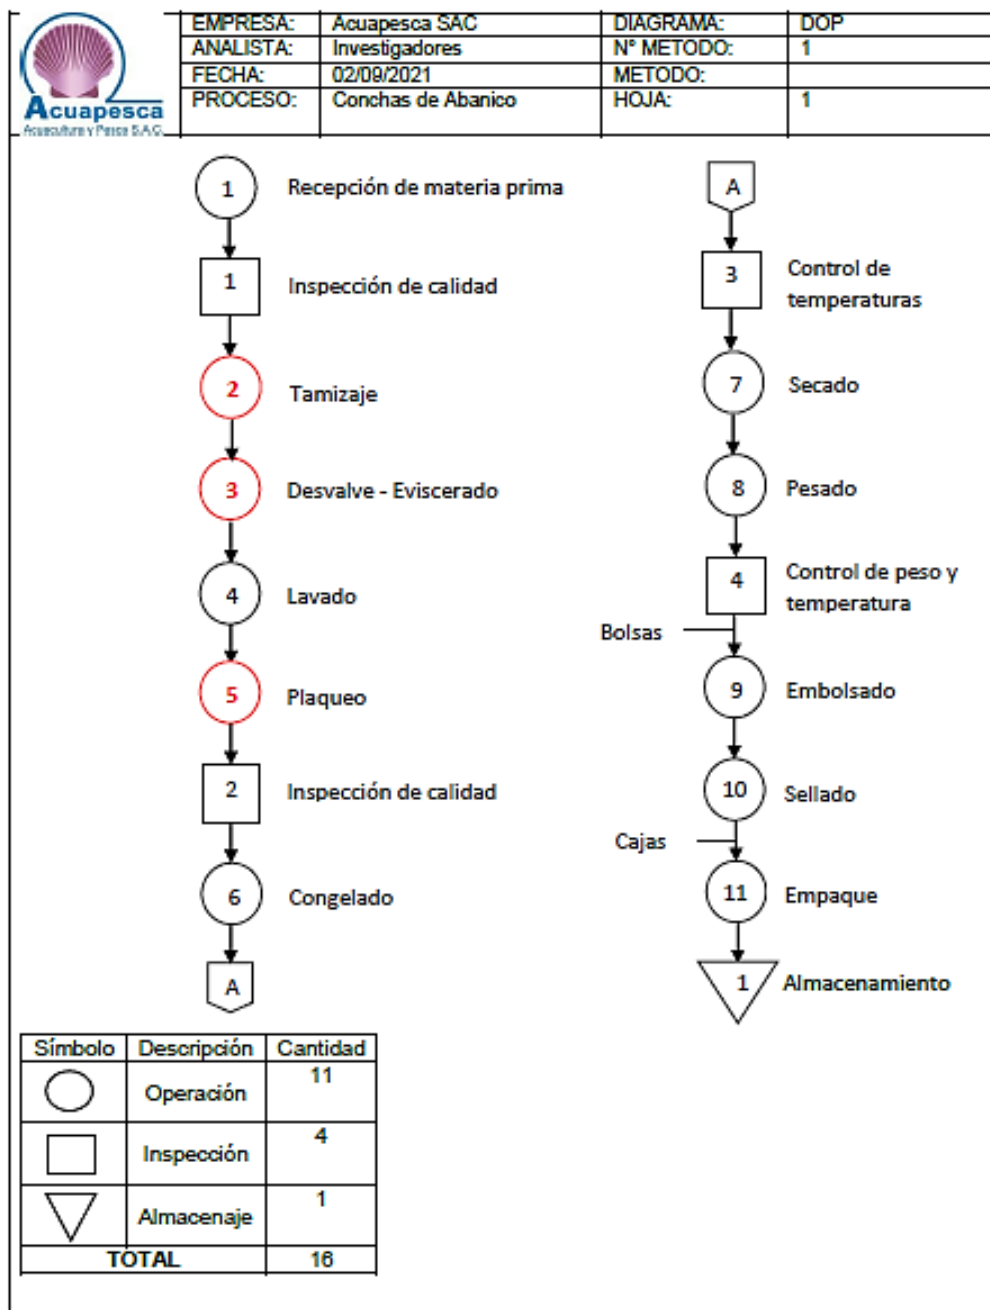 EMPRESA: Acuapesca SAC DIAGRAMA: DOP
ANALISTA: Investigadores N° METODO: 1
FECHA: 02/09/2021 METODO:
PROCESO: Conchas de Abanico HOJA: 1
Acuapesca
Acuacultura y Pesca S.A.C.
1 Recepción de materia prima
1 Inspección de calidad
2 Tamizaje
3 Desvalve - Eviscerado
4 Lavado
5 Plaqueo
2 Inspección de calidad
6 Congelado
A
A
3 Control de
temperaturas
7 Secado
8 Pesado
4 Control de peso y
temperatura
Bolsas
9 Embolsado
10 Sellado
Cajas
11 Empaque
1 Almacenamiento
Símbolo Descripción Cantidad
Operación 11
Inspección 4
Almacenaje 1
TOTAL 16